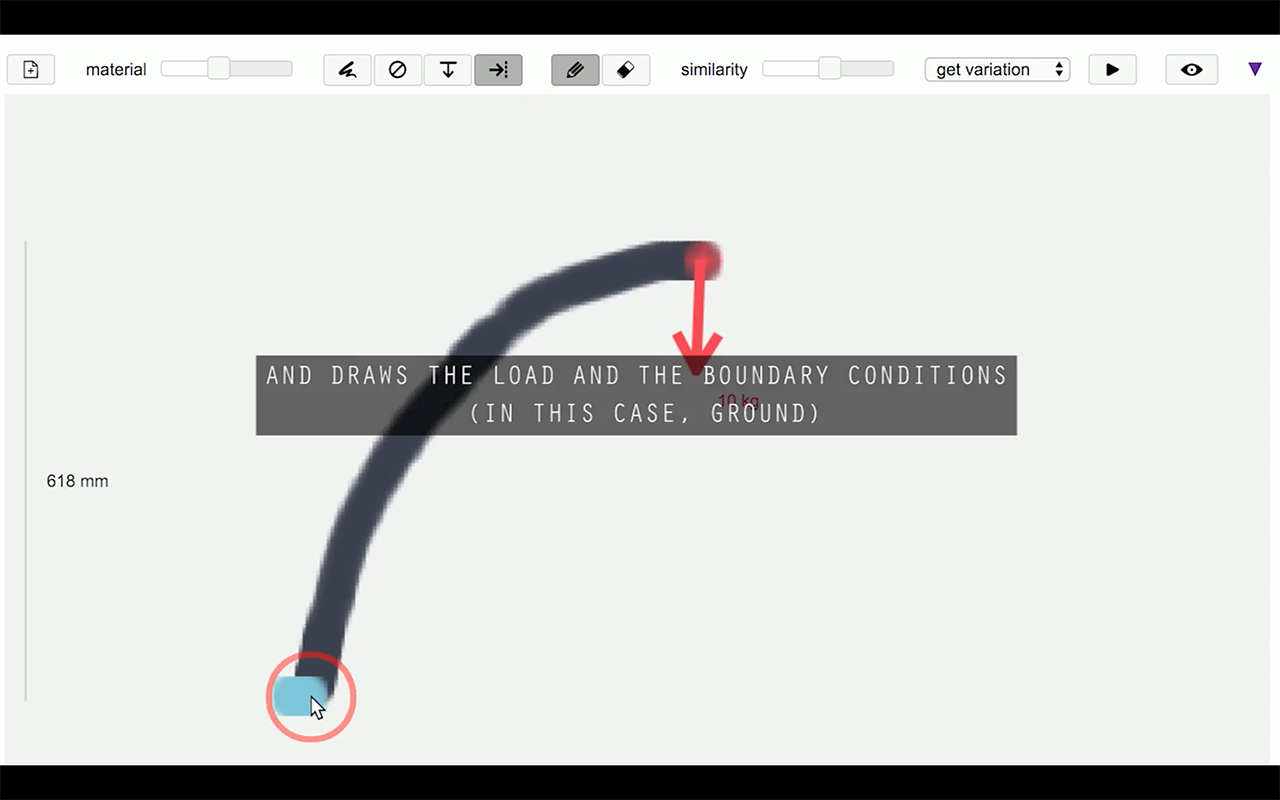 material
similarity
get variation
AND DRAWS THE LOAD AND THE BOUNDARY CONDITIONS
10 kg
(IN THIS CASE, GROUND)
618 mm